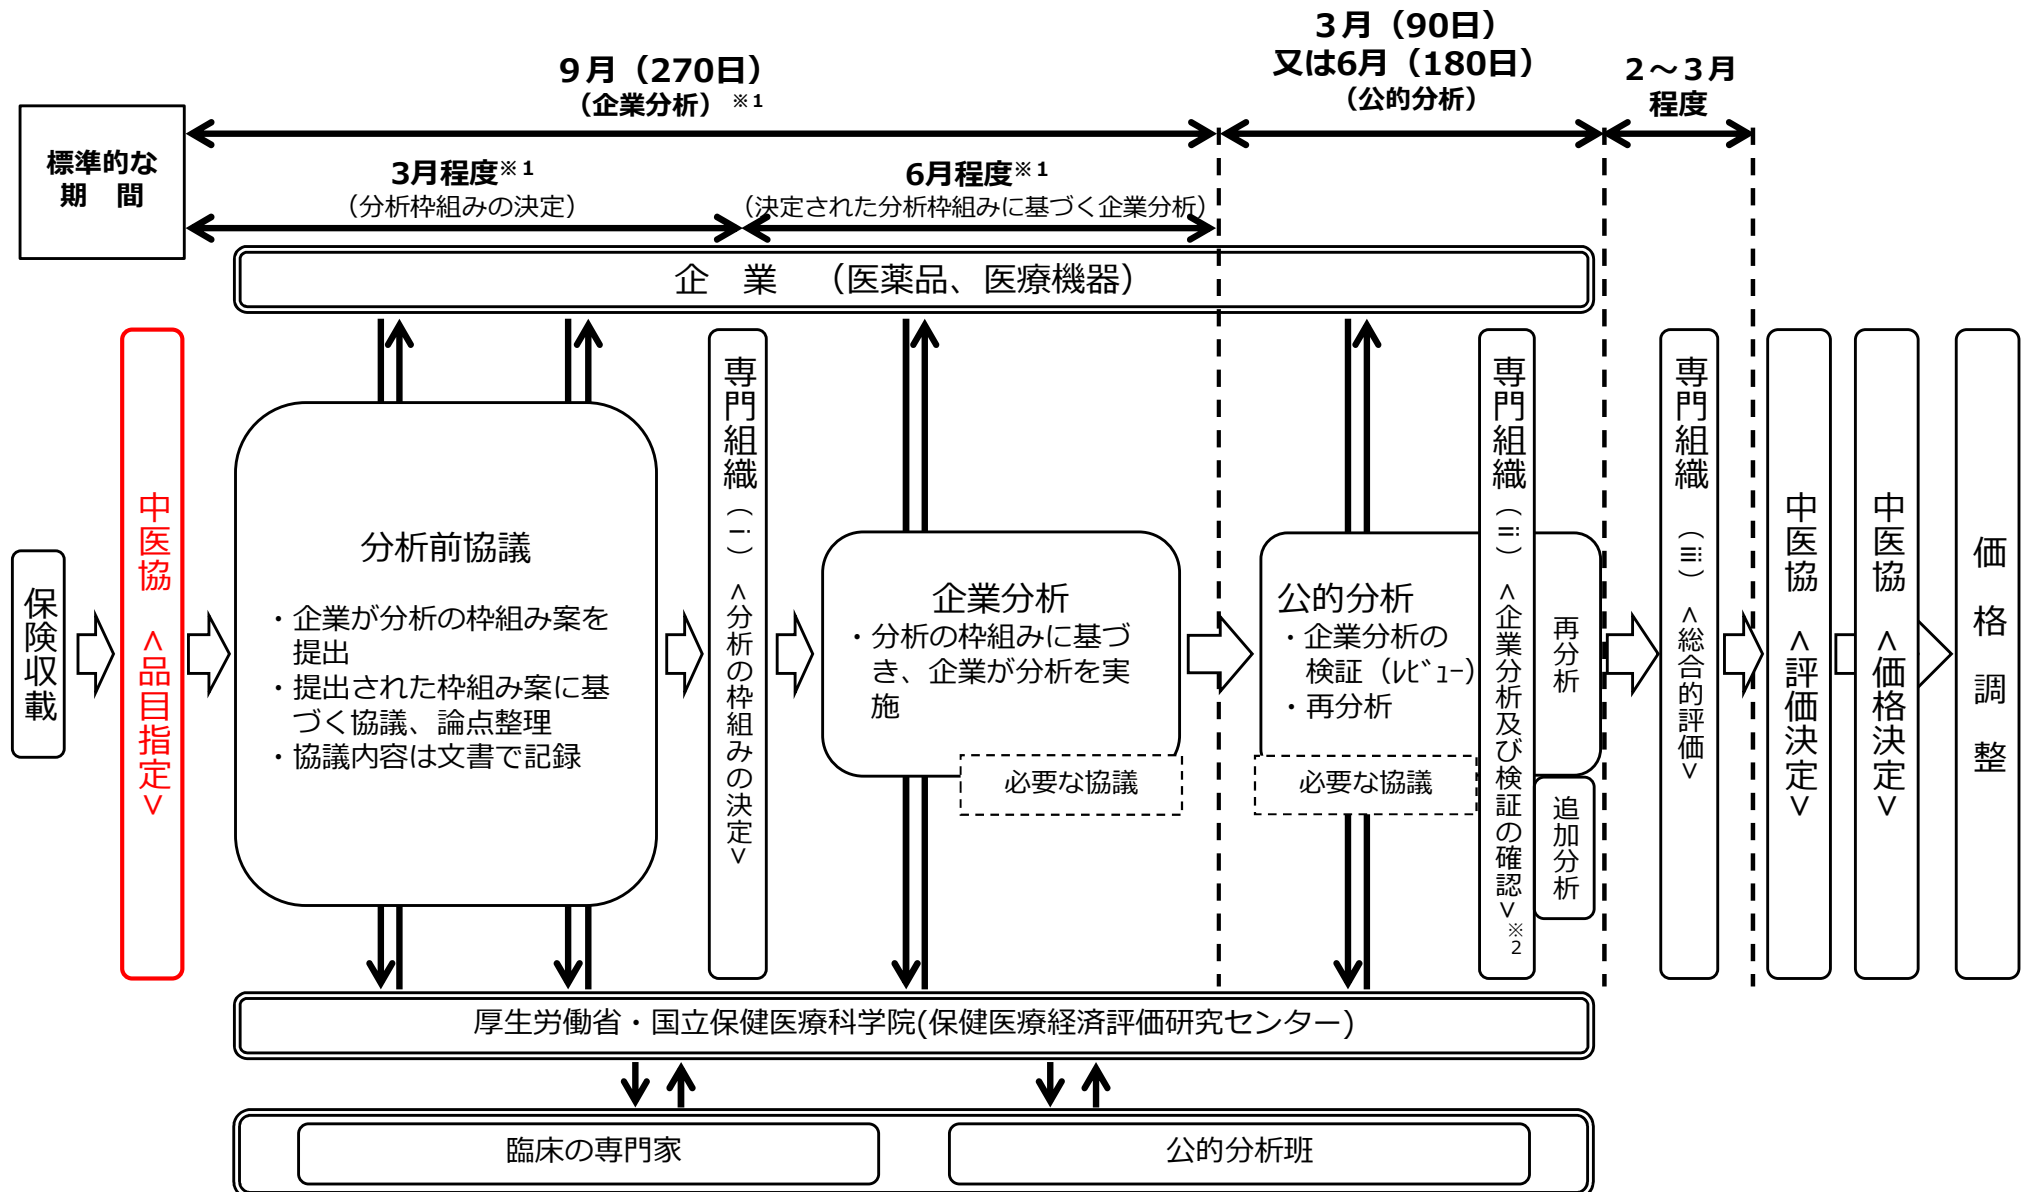 3月（90日）
又は6月（180日）
（公的分析）
9月（270日）
（企業分析）※1
2～3月
程度
標準的な
期　間
3月程度※1
（分析枠組みの決定）
6月程度※1
（決定された分析枠組みに基づく企業分析）
企　業　（医薬品、医療機器）
保険収載
中医協　<品目指定>
分析前協議
・企業が分析の枠組み案を
提出
・提出された枠組み案に基
づく協議、論点整理
・協議内容は文書で記録
専門組織（ⅰ）<分析の枠組みの決定>
企業分析
・分析の枠組みに基づ
き、企業が分析を実
施
必要な協議
公的分析
・企業分析の
検証（ﾚﾋﾞｭｰ）
・再分析
必要な協議
専門組織（ⅱ）<企業分析及び検証の確認>※2
再分析
追加分析
専門組織　（ⅲ）<総合的評価>
中医協　<評価決定>
中医協　<価格決定>
価格調整
厚生労働省・国立保健医療科学院(保健医療経済評価研究センター)
臨床の専門家
公的分析班